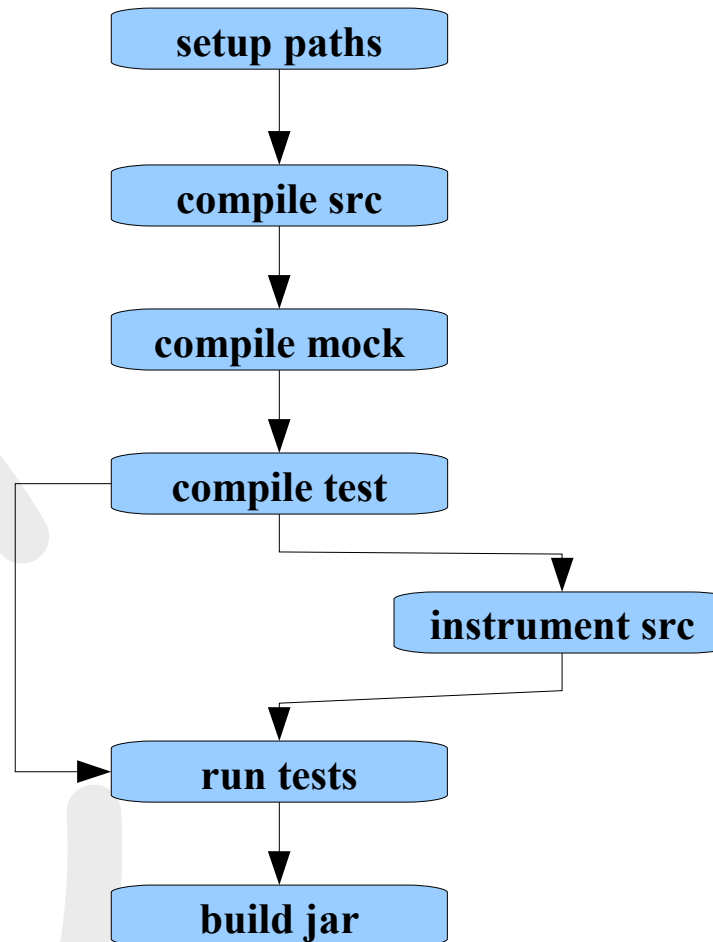 setup paths
compile src
compile mock
compile test
instrument src
run tests
build jar